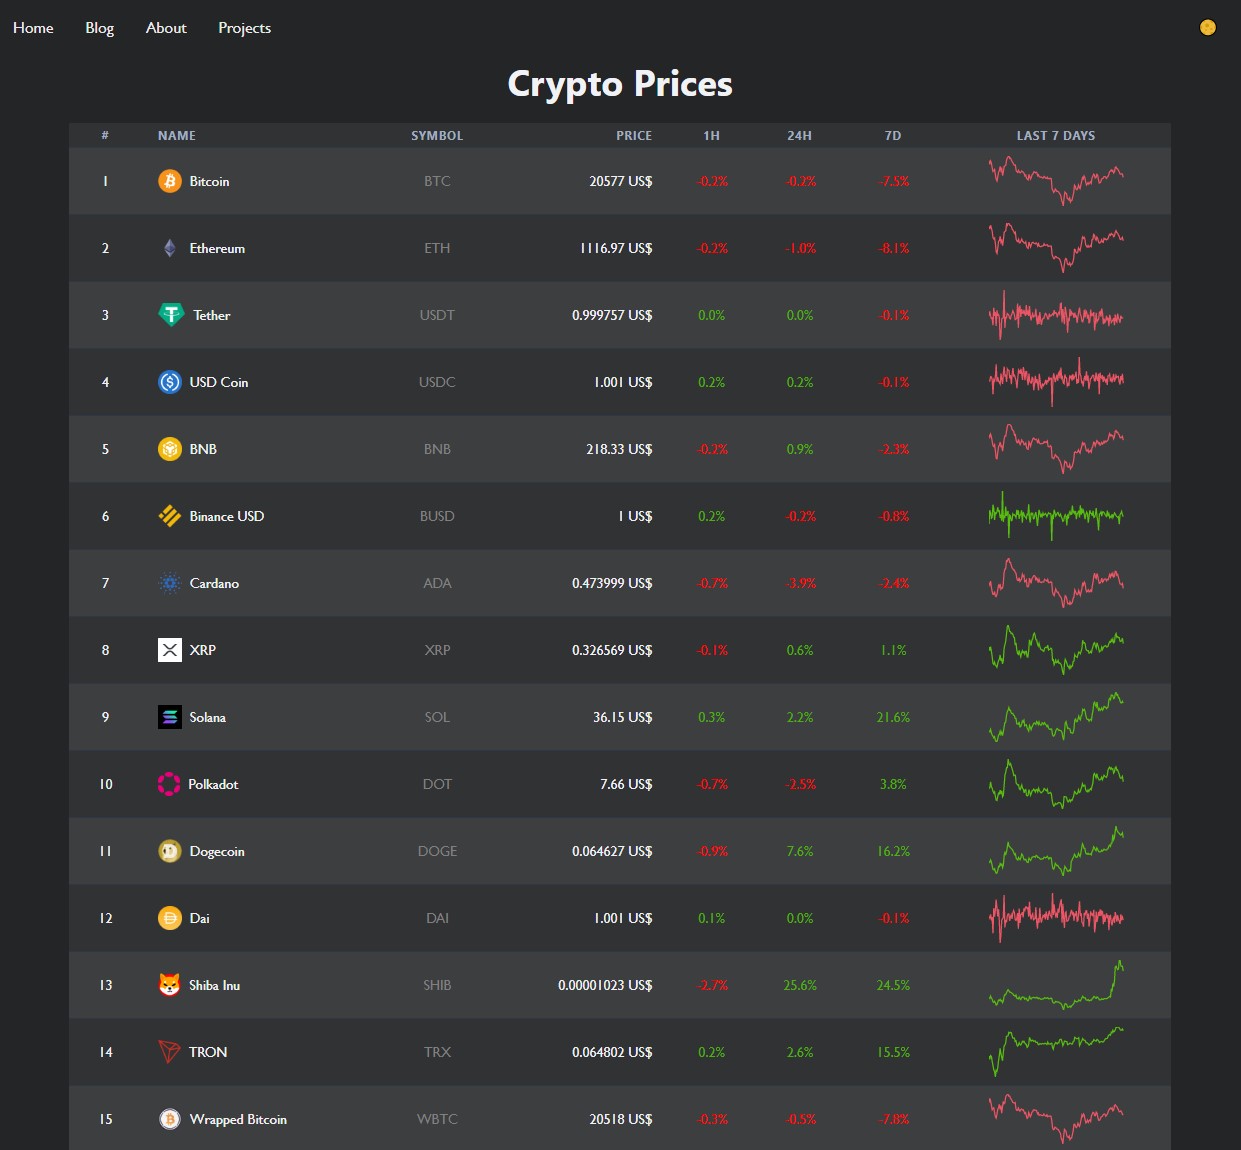 Home Blog About Projects
Crypto Prices
# NAME SYMBOL PRICE 1H 24H 7D LAST 7 DAYS
1 Bitcoin BTC 20577 US$ -0.2% -0.2% -7.5%
2 Ethereum ETH 1116.97 US$ -0.2% -1.0% -8.1%
3 Tether USDT 0.999757 US$ 0.0% 0.0% -0.1%
4 USD Coin USDC 1.001 US$ 0.2% 0.2% -0.1%
5 BNB BNB 218.33 US$ -0.2% 0.9% -2.3%
6 Binance USD BUSD 1 US$ 0.2% -0.2% -0.8%
7 Cardano ADA 0.473999 US$ -0.7% -3.9% -2.4%
8 XRP XRP 0.326569 US$ -0.1% 0.6% 1.1%
9 Solana SOL 36.15 US$ 0.3% 2.2% 21.6%
10 Polkadot DOT 7.66 US$ -0.7% -2.5% 3.8%
11 Dogecoin DOGE 0.064627 US$ -0.9% 7.6% 16.2%
12 Dai DAI 1.001 US$ 0.1% 0.0% -0.1%
13 Shiba Inu SHIB 0.00001023 US$ -2.7% 25.6% 24.5%
14 TRON TRX 0.064802 US$ 0.2% 2.6% 15.5%
15 Wrapped Bitcoin WBTC 20518 US$ -0.3% -0.5% -7.8%